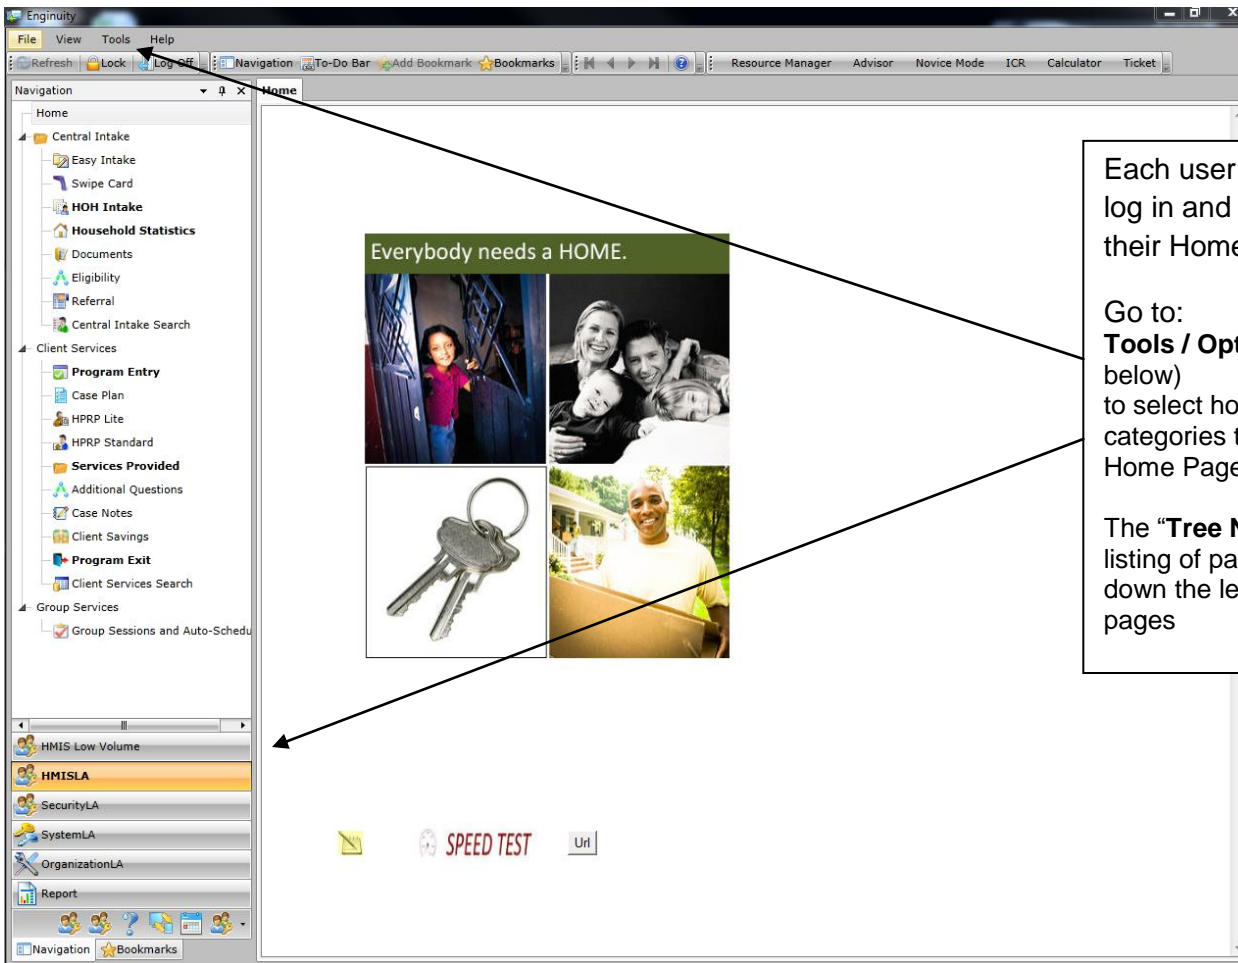 Enginuity
File View Tools Help
Refresh Lock Log Off Navigation To-Do Bar Add Bookmark Bookmarks Resource Manager Advisor Novice Mode ICR Calculator Ticket
Navigation
Home
Home
Central Intake
Easy Intake
Swipe Card
HOH Intake
Household Statistics
Documents
Eligibility
Referral
Central Intake Search
Client Services
Program Entry
Case Plan
HPRP Lite
HPRP Standard
Services Provided
Additional Questions
Case Notes
Client Savings
Program Exit
Client Services Search
Group Services
Group Sessions and Auto-Schedu
HMIS Low Volume
HMISLA
SecurityLA
SystemLA
OrganizationLA
Report
Navigation Bookmarks
Everybody needs a HOME.
SPEED TEST
Url
Each user
log in and
their Home
Go to:
Tools / Opt
below)
to select ho
categories t
Home Page
The “Tree N
listing of pa
down the le
pages